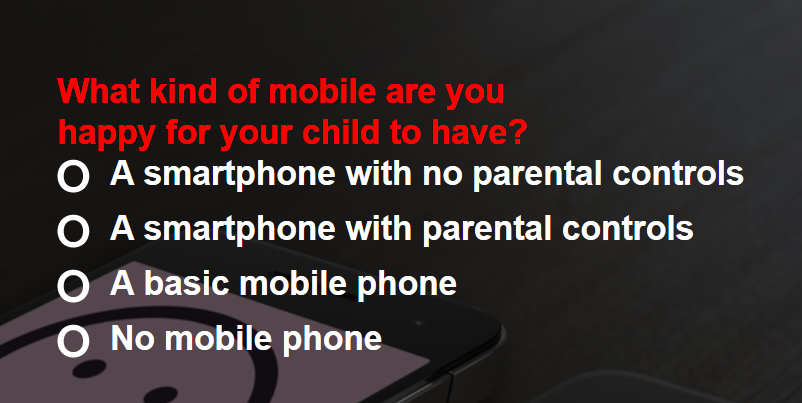 What kind of mobile are you
happy for your child to have?
A smartphone with no parental controls
A smartphone with parental controls
A basic mobile phone
No mobile phone